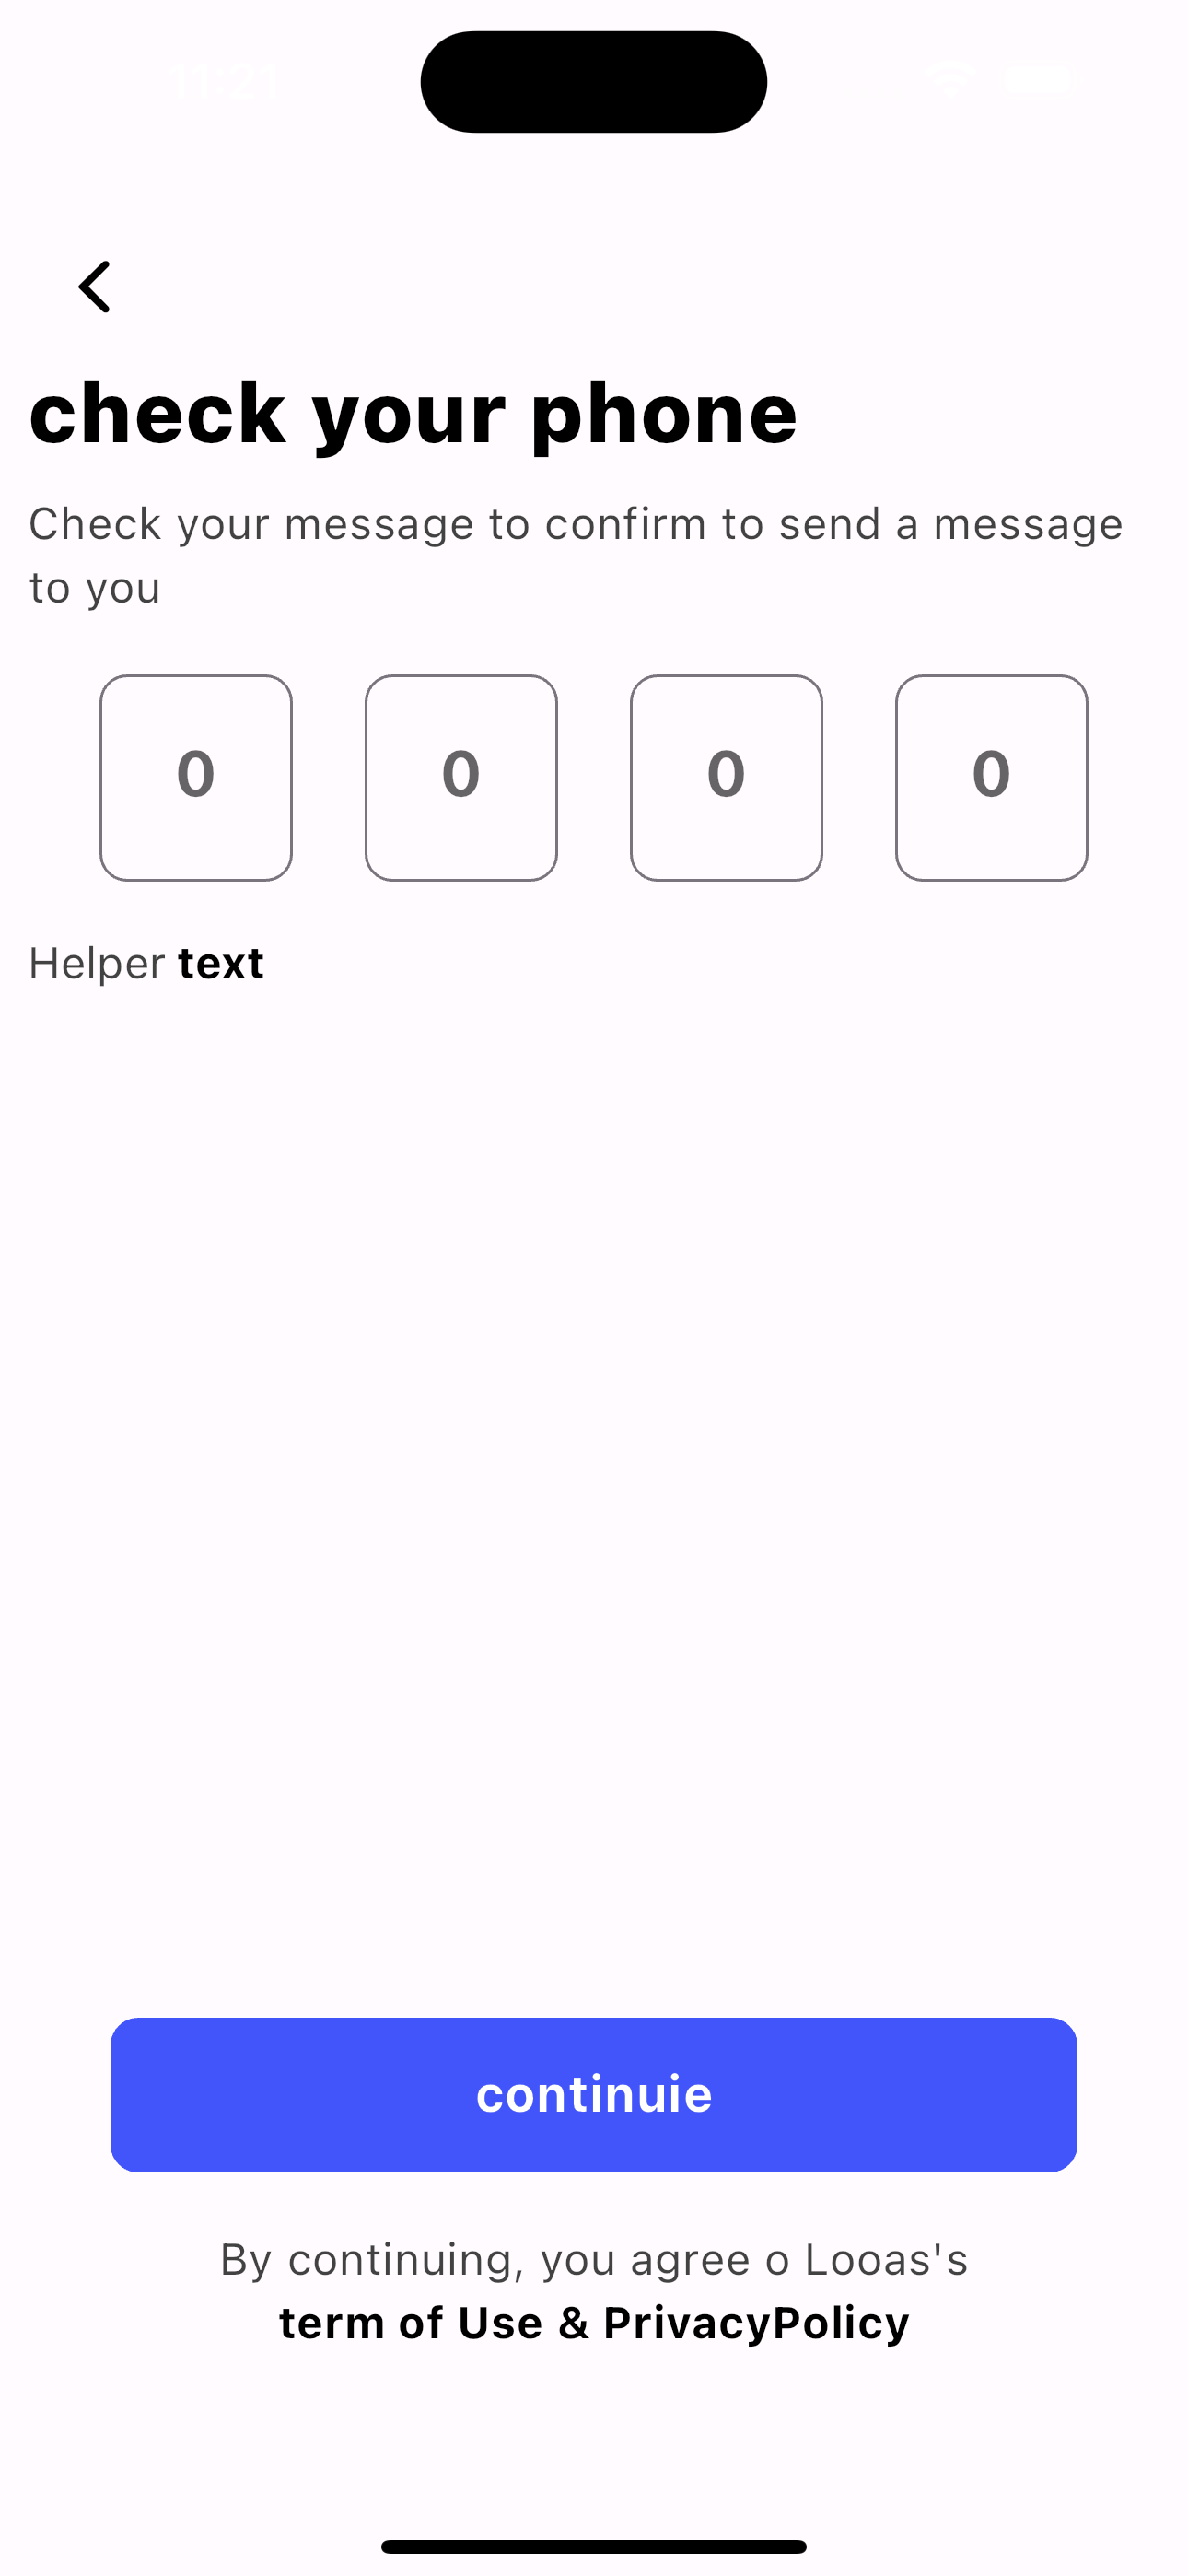 check your phone
Check your message to confirm to send a message
to you
0 0 0 0
Helper text
continuie
By continuing, you agree o Looas's
term of Use & PrivacyPolicy